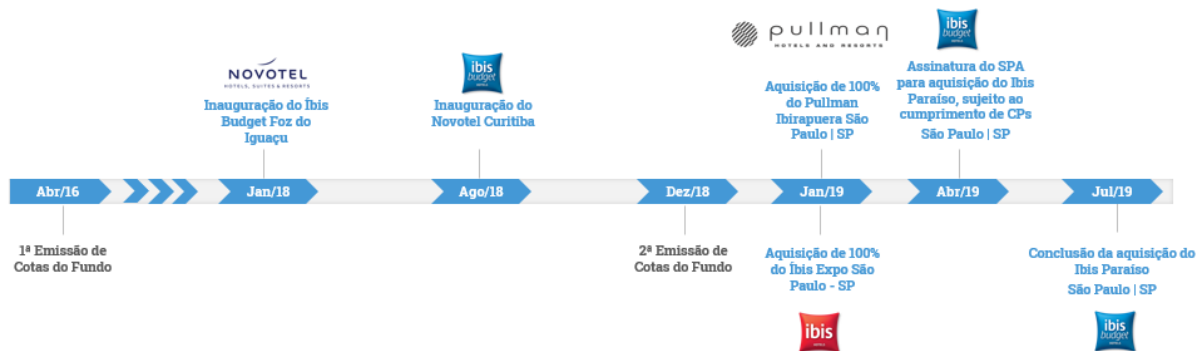 pullman
HOTELS AND RESORTS
ibis
budget
HOTELS
NOVOTEL
HOTELS, SUITES & RESORTS
ibis
budget
HOTELS
Inauguração do Íbis
Budget Foz do
Iguaçu
Inauguração do
Novotel Curitiba
Aquisição de 100%
do Pullman
Ibirapuera São
Paulo | SP
Assinatura do SPA
para aquisição do Ibis
Paraíso, sujeito ao
cumprimento de CPs
São Paulo | SP
Abr/16
Jan/18
Ago/18
Dez/18
Jan/19
Abr/19
Jul/19
1ª Emissão de
Cotas do Fundo
2ª Emissão de
Cotas do Fundo
Aquisição de 100%
do Íbis Expo São
Paulo - SP
Conclusão da aquisição do
Ibis Paraíso
São Paulo | SP
ibis
HOTELS
ibis
budget
HOTELS